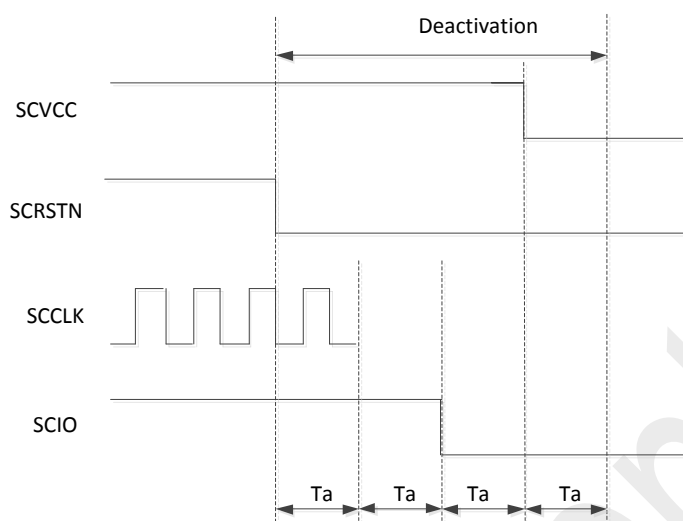 Deactivation
SCVCC
SCRSTN
SCCLK
SCIO
Ta Ta Ta Ta